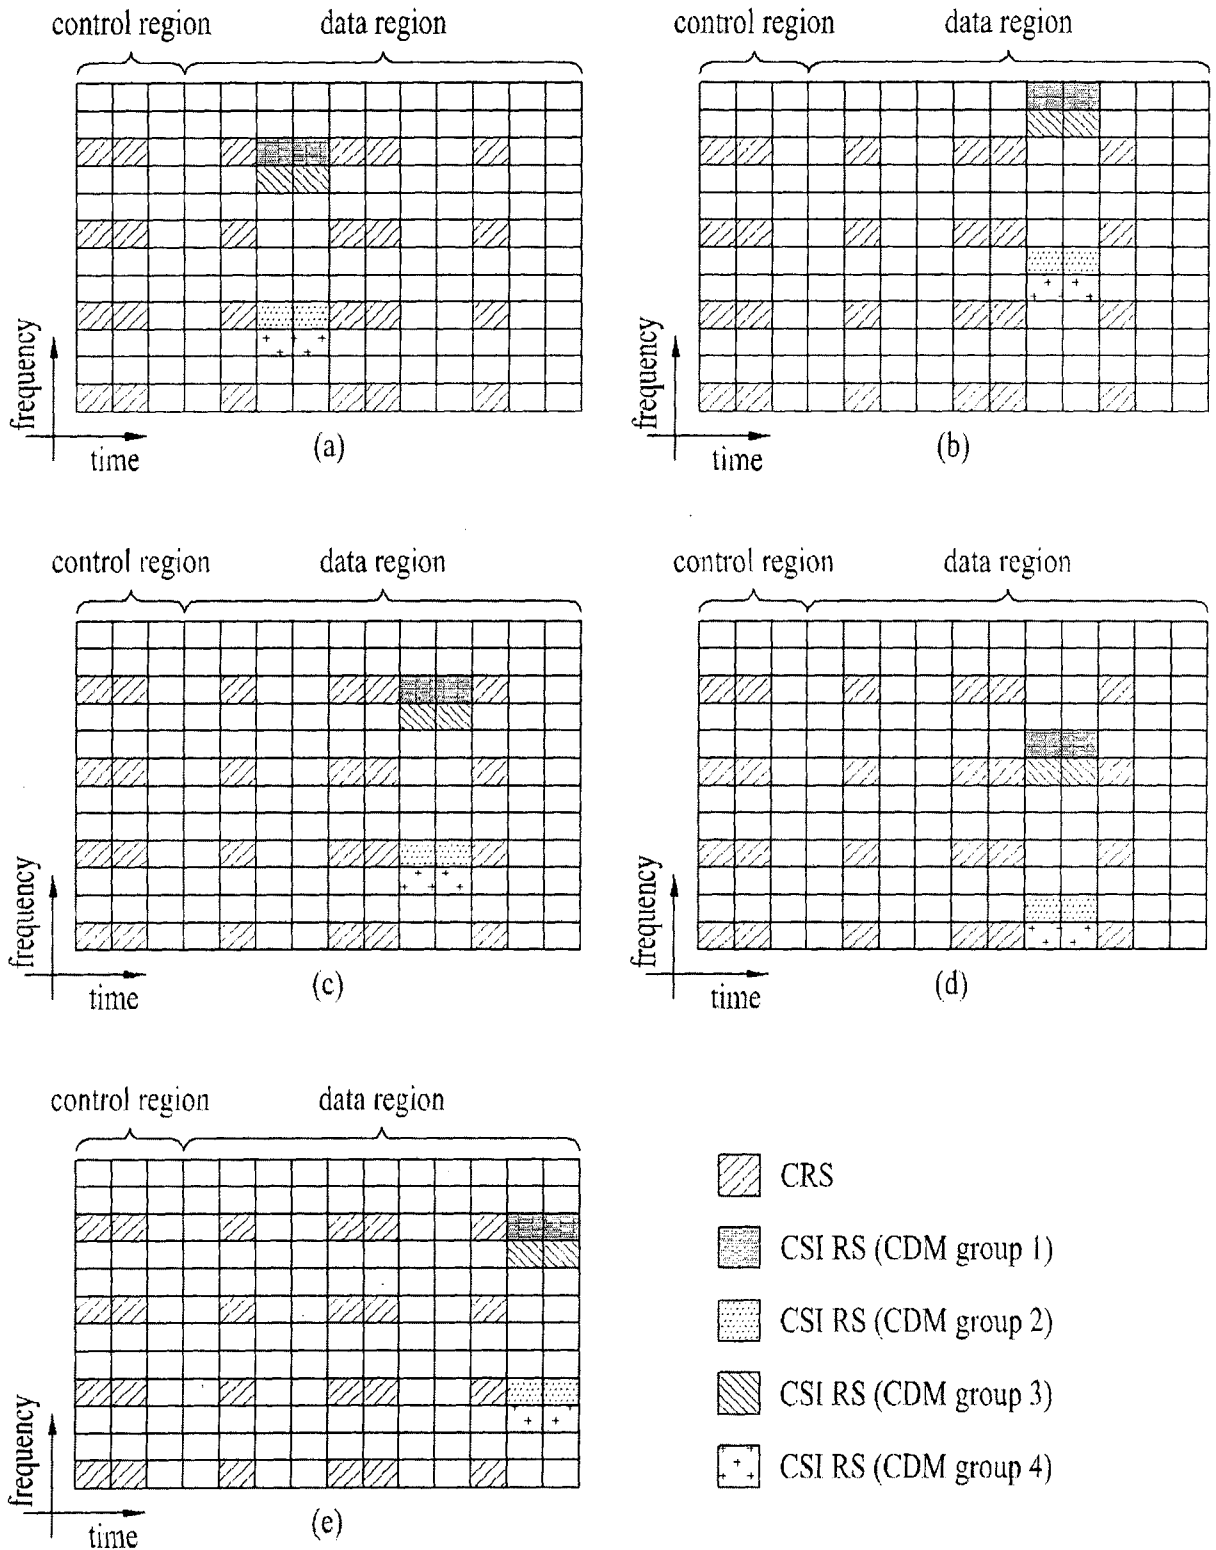 control region data region
frequency
time
(a)
control region data region
frequency
time
(b)
control region data region
frequency
time
(c)
control region data region
frequency
time
(d)
control region data region
frequency
time
(e)
CRS
CSI RS (CDM group 1)
CSI RS (CDM group 2)
CSI RS (CDM group 3)
CSI RS (CDM group 4)